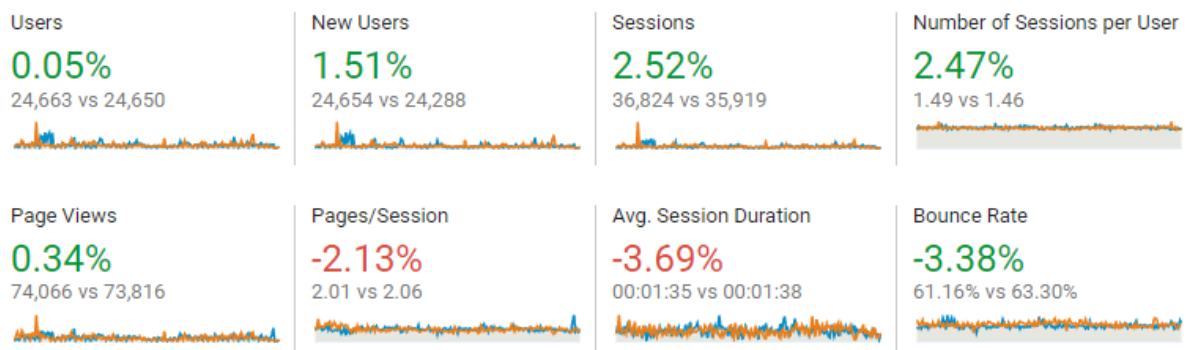 Users
0.05%
24,663 vs 24,650
New Users
1.51%
24,654 vs 24,288
Sessions
2.52%
36,824 vs 35,919
Number of Sessions per User
2.47%
1.49 vs 1.46
Page Views
0.34%
74,066 vs 73,816
Pages/Session
-2.13%
2.01 vs 2.06
Avg. Session Duration
-3.69%
00:01:35 vs 00:01:38
Bounce Rate
-3.38%
61.16% vs 63.30%